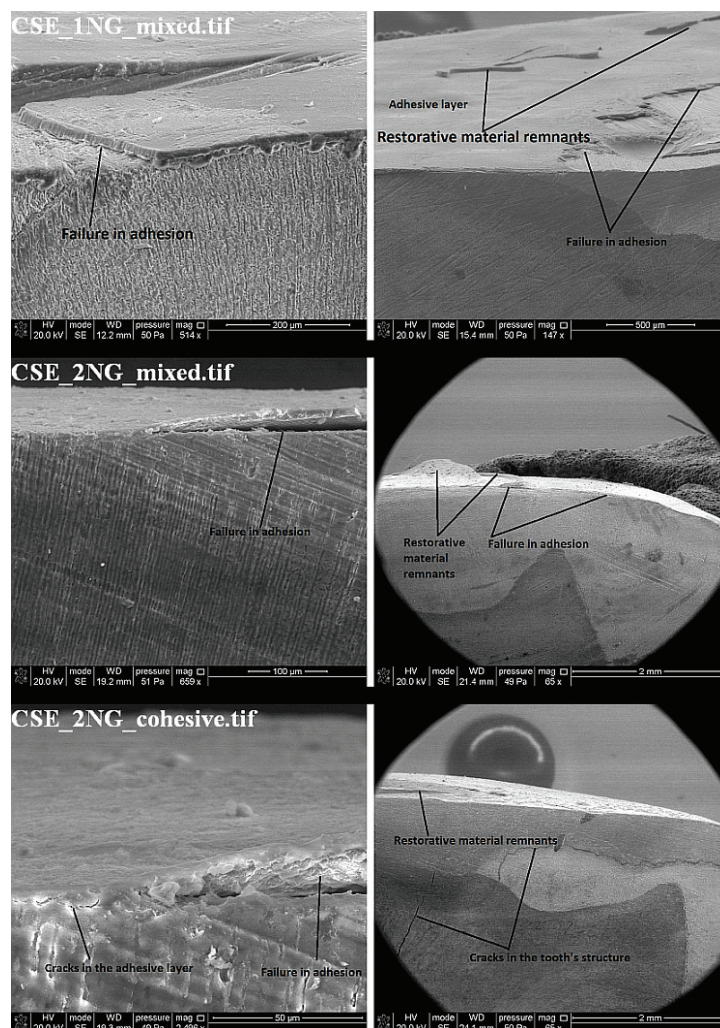 CSE_1NG_mixed.tif
Failure in adhesion
HV mode WD pressure mag
20.0 kV SE 12.2 mm 50 Pa 514 x
200 µm
Adhesive layer
Restorative material remnants
Failure in adhesion
HV mode WD pressure mag
20.0 kV SE 15.4 mm 50 Pa 147 x
500 µm
CSE_2NG_mixed.tif
Failure in adhesion
HV mode WD pressure mag
20.0 kV SE 19.2 mm 51 Pa 659 x
100 µm
Restorative
material
remnants
Failure in adhesion
HV mode WD pressure mag
20.0 kV SE 21.4 mm 49 Pa 65 x
2 mm
CSE_2NG_cohesive.tif
Cracks in the adhesive layer
Failure in adhesion
HV mode WD pressure mag
50 µm
Restorative material remnants
Cracks in the tooth's structure
HV mode WD pressure mag
2 mm